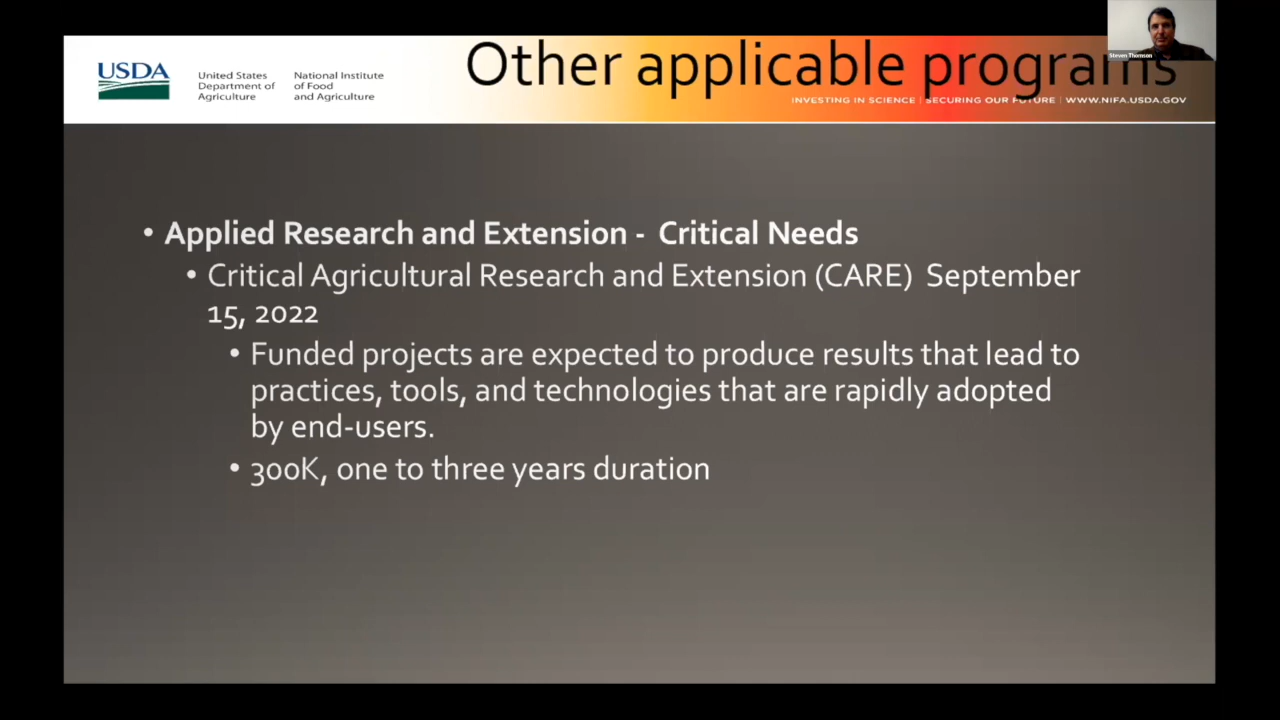 Other applicable programs
Steven Thomson
USDA
United States
Department of
Agriculture
National Institute
of Food
and Agriculture
INVESTING IN SCIENCE | SECURING OUR FUTURE | WWW.NIFA.USDA.GOV
• Applied Research and Extension - Critical Needs
• Critical Agricultural Research and Extension (CARE) September
15, 2022
• Funded projects are expected to produce results that lead to
practices, tools, and technologies that are rapidly adopted
by end-users.
• 300K, one to three years duration